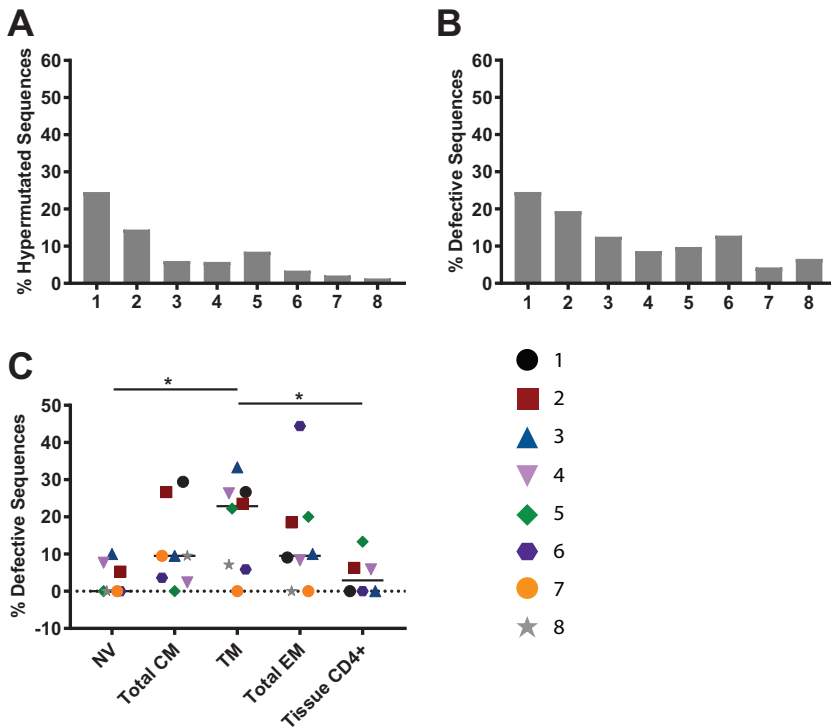 A
% Hypermutated Sequences
60
50
40
30
20
10
0
1 2 3 4 5 6 7 8
B
% Defective Sequences
60
50
40
30
20
10
0
1 2 3 4 5 6 7 8
C
% Defective Sequences
50
40
30
20
10
0
-10
*
*
NV
Total CM
TM
Total EM
Tissue CD4+
1
2
3
4
5
6
7
8